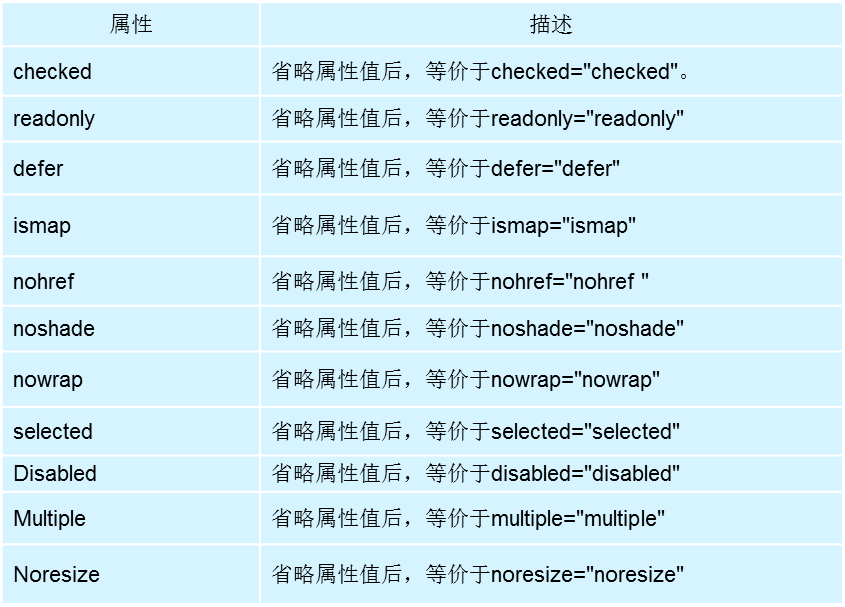 属性 描述
checked 省略属性值后，等价于checked="checked"。
readonly 省略属性值后，等价于readonly="readonly"
defer 省略属性值后，等价于defer="defer"
ismap 省略属性值后，等价于ismap="ismap"
nohref 省略属性值后，等价于nohref="nohref "
noshade 省略属性值后，等价于noshade="noshade"
nowrap 省略属性值后，等价于nowrap="nowrap"
selected 省略属性值后，等价于selected="selected"
Disabled 省略属性值后，等价于disabled="disabled"
Multiple 省略属性值后，等价于multiple="multiple"
Noresize 省略属性值后，等价于noresize="noresize"